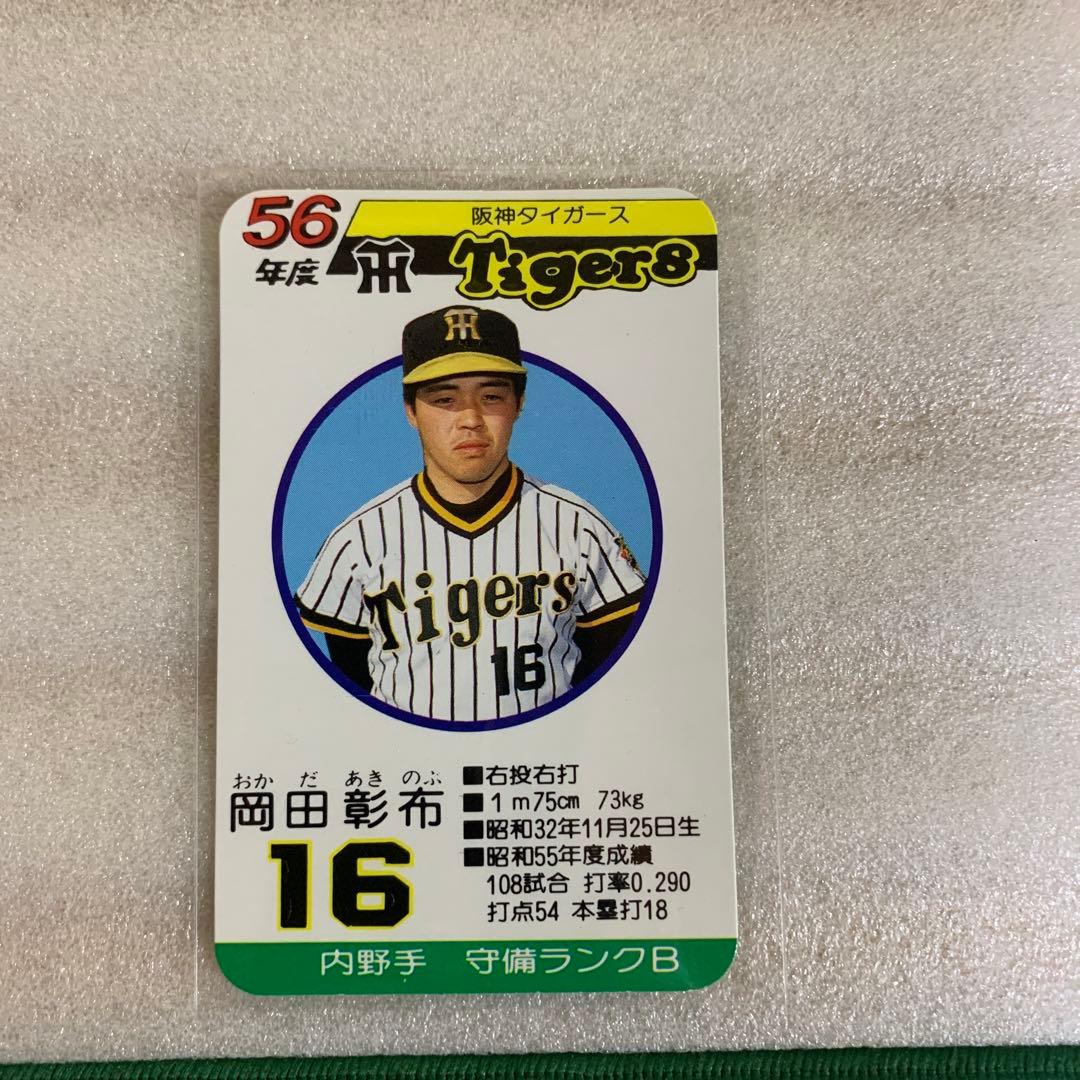 56
年度
阪神タイガース
TH
Tigers
TH
Tigers
16
おか だ あき のぶ
岡田彰布
16
■右投右打
■1m75cm 73kg
■昭和32年11月25日生
■昭和55年度成績
108試合 打率0.290
打点54 本塁打18
内野手 守備ランクB